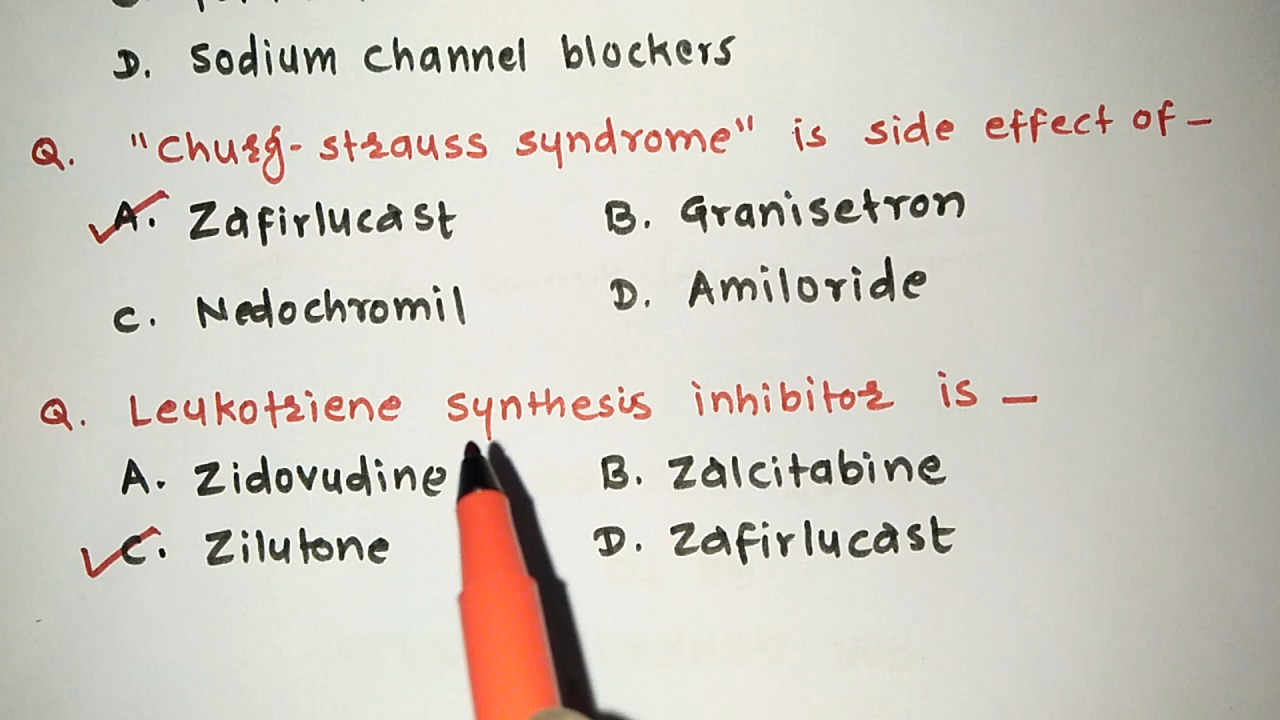 D. Sodium channel blockers
Q. "Churg-strauss syndrome" is side effect of -
A. Zafirlucast B. Granisetron
C. Nedochromil D. Amiloride
Q. Leukotriene synthesis inhibitor is -
A. Zidovudine B. Zalcitabine
C. Zilutone D. Zafirlucast